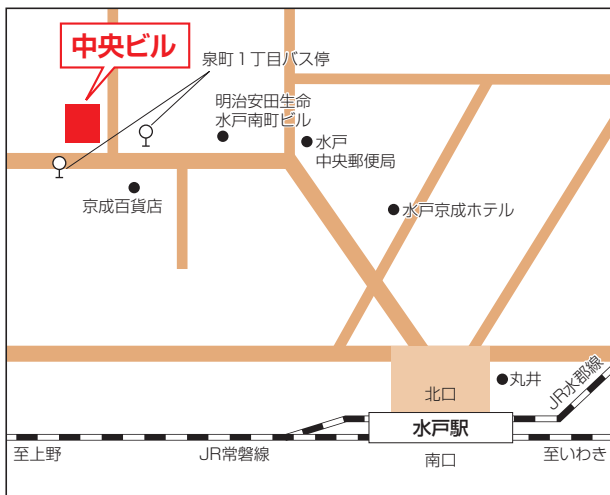 中央ビル
泉町１丁目バス停
明治安田生命
水戸南町ビル
水戸
中央郵便局
京成百貨店
水戸京成ホテル
丸井
JR水郡線
北口
水戸駅
至上野
JR常磐線
南口
至いわき